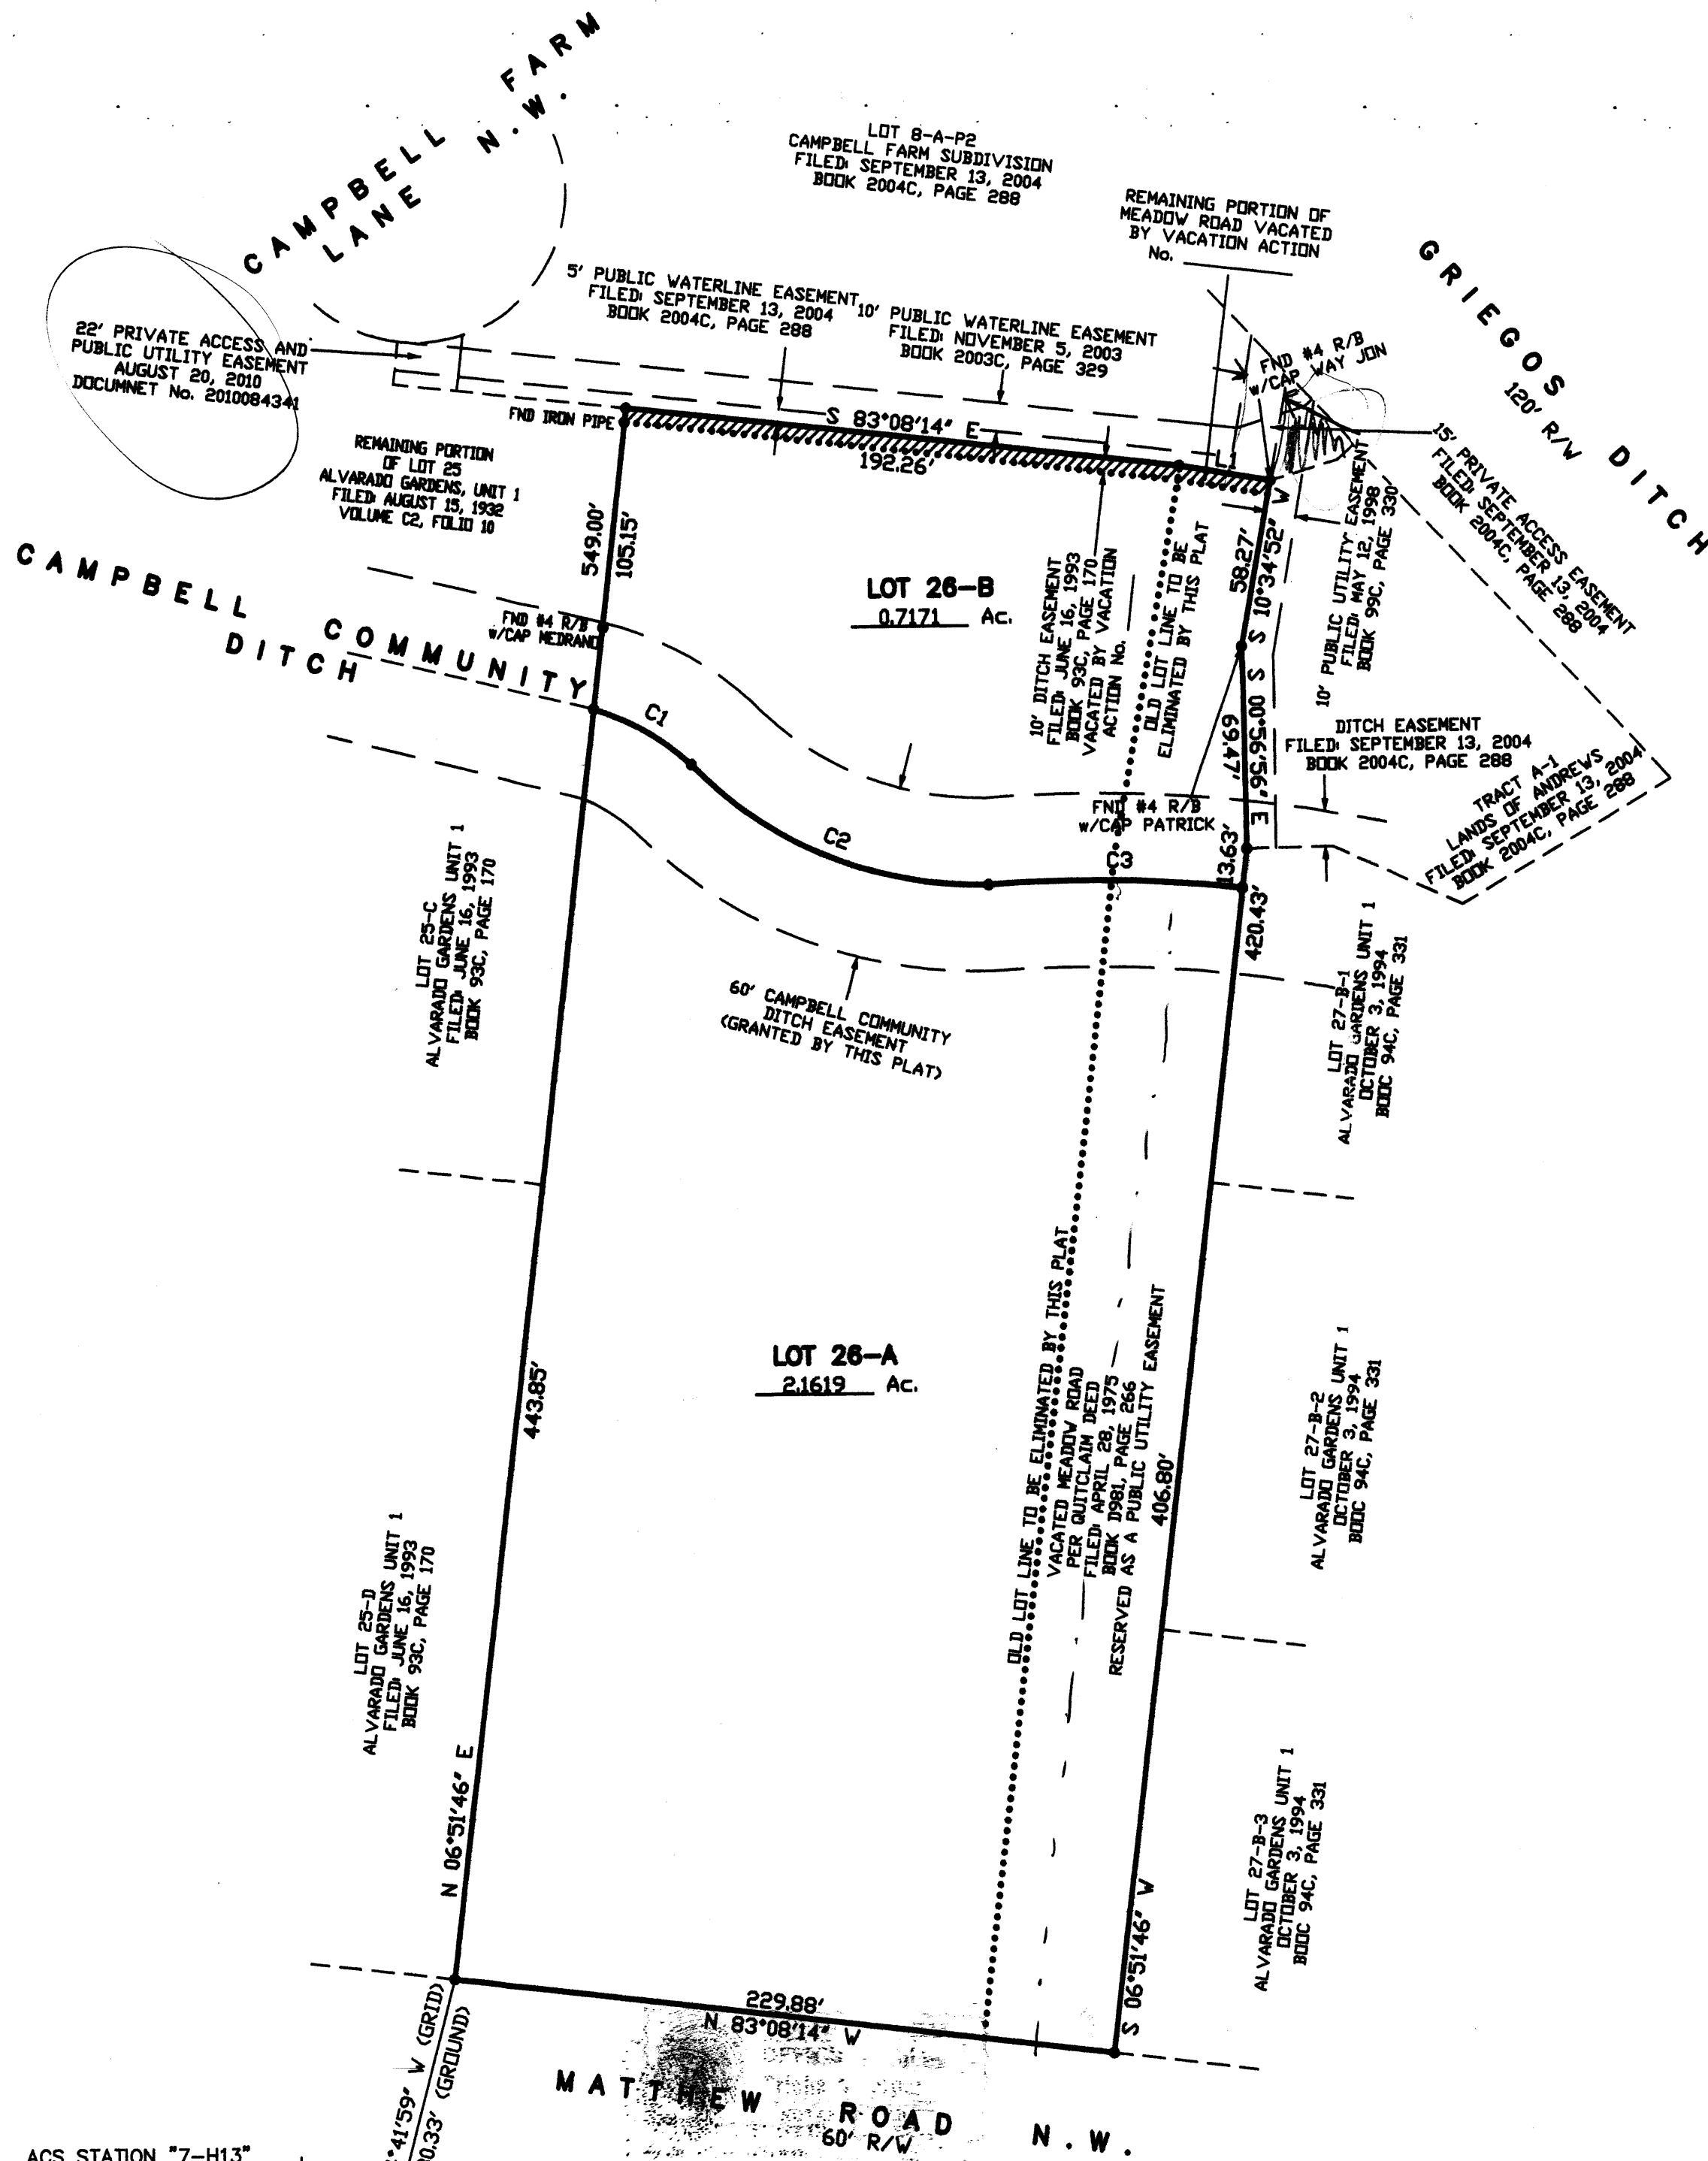 CAMPBELL FARM
LANE N.W.
LOT 8-A-P2
CAMPBELL FARM SUBDIVISION
FILED: SEPTEMBER 13, 2004
BOOK 2004C, PAGE 288
REMAINING PORTION OF
MEADOW ROAD VACATED
BY VACATION ACTION
No.
GRIEGOS DITCH
120' R/W
5' PUBLIC WATERLINE EASEMENT
FILED: SEPTEMBER 13, 2004
BOOK 2004C, PAGE 288
10' PUBLIC WATERLINE EASEMENT
FILED: NOVEMBER 5, 2003
BOOK 2003C, PAGE 329
22' PRIVATE ACCESS AND
PUBLIC UTILITY EASEMENT
AUGUST 20, 2010
DOCUMNET No. 2010084341
FND #4 R/B
w/CAP WAY JON
FND IRON PIPE
S 83°08'14" E
192.26'
L1
15' PRIVATE ACCESS EASEMENT
FILED: SEPTEMBER 13, 2004
BOOK 2004C, PAGE 288
REMAINING PORTION
OF LOT 25
ALVARADO GARDENS, UNIT 1
FILED: AUGUST 15, 1932
VOLUME C2, FOLIO 10
549.00'
105.15'
LOT 26-B
0.7171 Ac.
10' DITCH EASEMENT
FILED: JUNE 16, 1993
BOOK 93C, PAGE 170
VACATED BY VACATION
ACTION No.
OLD LOT LINE TO BE
ELIMINATED BY THIS PLAT
58.27'
S 10°34'52" W
10' PUBLIC UTILITY EASEMENT
FILED: MAY 12, 1998
BOOK 99C, PAGE 330
CAMPBELL COMMUNITY
DITCH
FND #4 R/B
w/CAP MEDRANO
C1
C2
C3
69.47'
S 00°56'56" E
DITCH EASEMENT
FILED: SEPTEMBER 13, 2004
BOOK 2004C, PAGE 288
FND #4 R/B
w/CAP PATRICK
13.63'
420.43'
TRACT A-1
LANDS OF ANDREWS
FILED: SEPTEMBER 13, 2004
BOOK 2004C, PAGE 288
LOT 25-C
ALVARADO GARDENS UNIT 1
FILED: JUNE 16, 1993
BOOK 93C, PAGE 170
60' CAMPBELL COMMUNITY
DITCH EASEMENT
(GRANTED BY THIS PLAT)
LOT 27-B-1
ALVARADO GARDENS UNIT 1
OCTOBER 3, 1994
BOOC 94C, PAGE 331
LOT 26-A
2.1619 Ac.
443.85'
OLD LOT LINE TO BE ELIMINATED BY THIS PLAT
VACATED MEADOW ROAD
PER QUITCLAIM DEED
FILED: APRIL 28, 1975
BOOK D981, PAGE 266
RESERVED AS A PUBLIC UTILITY EASEMENT
406.80'
LOT 27-B-2
ALVARADO GARDENS UNIT 1
OCTOBER 3, 1994
BOOC 94C, PAGE 331
LOT 25-D
ALVARADO GARDENS UNIT 1
FILED: JUNE 16, 1993
BOOK 93C, PAGE 170
N 06°51'46" E
LOT 27-B-3
ALVARADO GARDENS UNIT 1
OCTOBER 3, 1994
BOOC 94C, PAGE 331
S 06°51'46" W
229.88'
N 83°08'14" W
°41'59" W (GRID)
0.33' (GROUND)
MATTHEW ROAD N.W.
60' R/W
ACS STATION "7-H13"